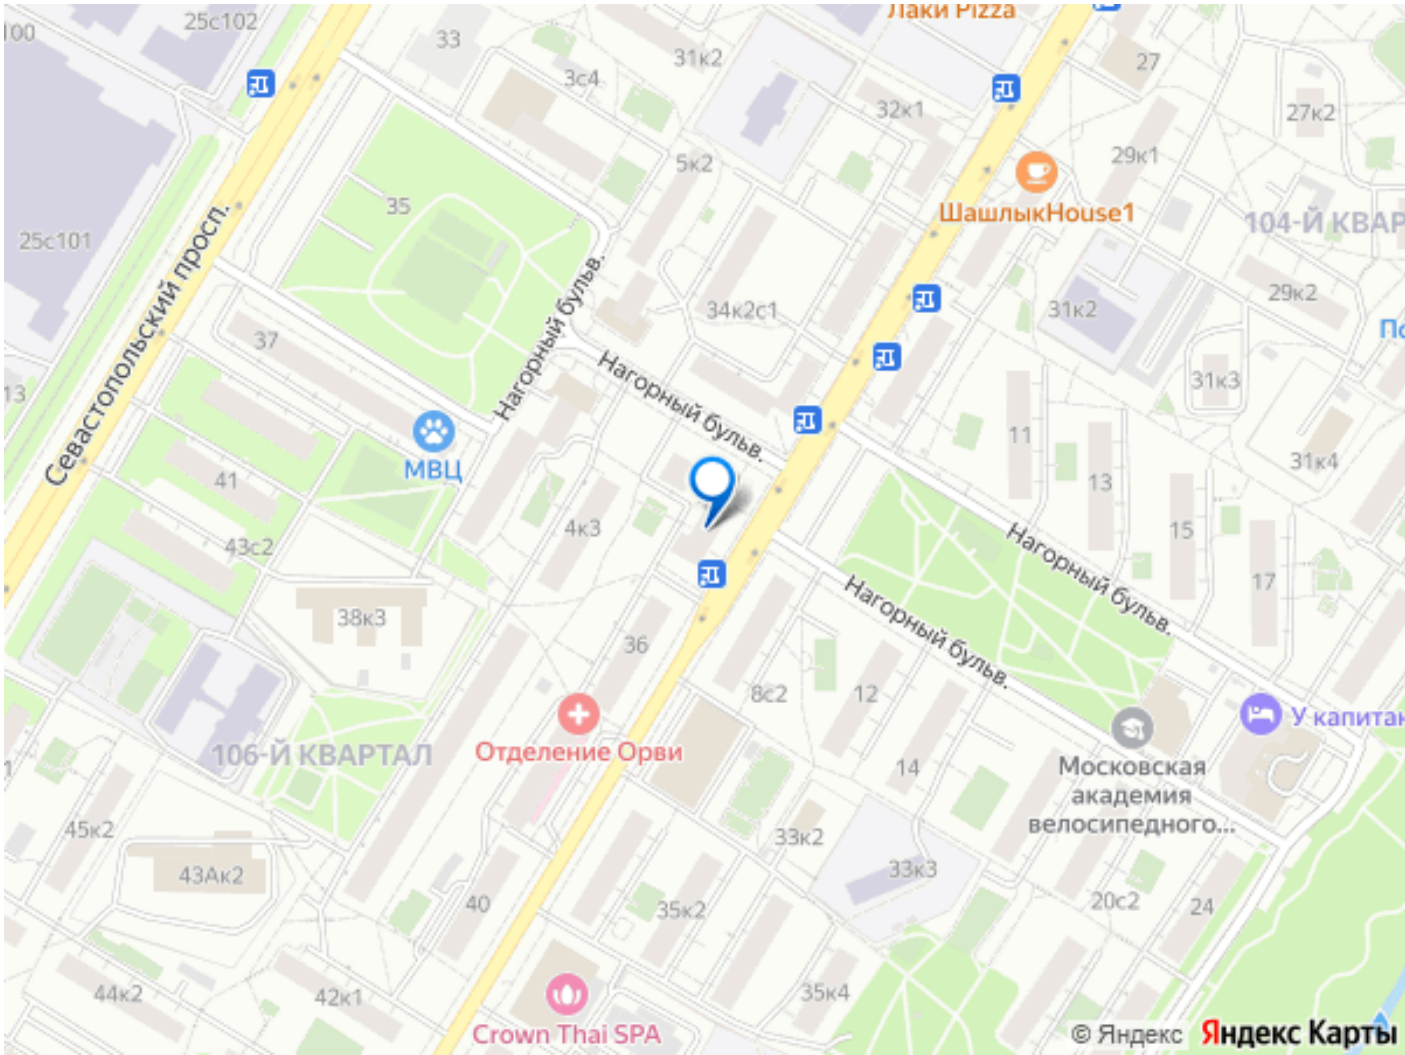 Лаки Pizza
25с102
33
31к2
27
3с4
32к1
27к2
5к2
29к1
ШашлыкHouse1
35
104-Й КВАР
25с101
Севастопольский просп.
Нагорный бульв.
29к2
34к2с1
31к2
37
Нагорный бульв.
31к3
13
11
МВЦ
31к4
41
13
4к3
15
43с2
Нагорный бульв.
17
38к3
Нагорный бульв.
36
8с2
12
У капитан
Отделение Орви
106-Й КВАРТАЛ
14
Московская
академия
велосипедного...
45к2
33к2
33к3
43Ак2
40
35к2
20с2
24
44к2
42к1
35к4
Crown Thai SPA
© Яндекс Яндекс Карты